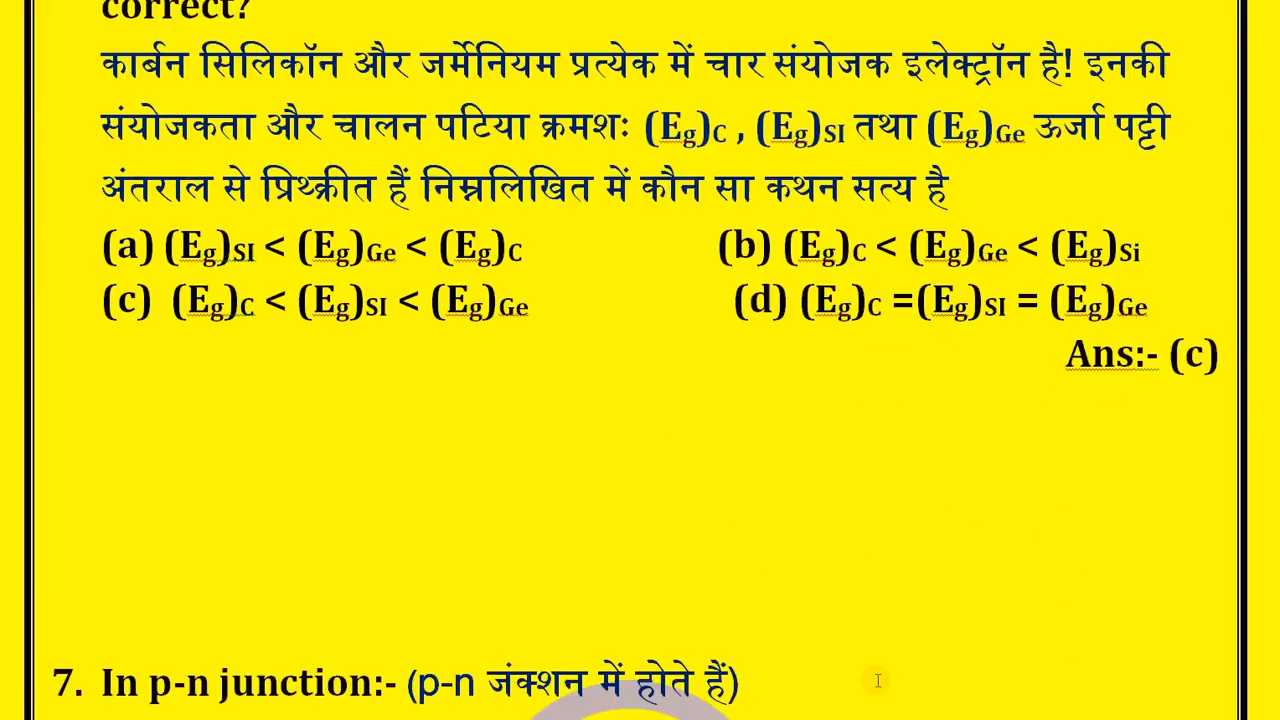 correct?
कार्बन सिलिकॉन और जर्मेनियम प्रत्येक में चार संयोजक इलेक्ट्रॉन है! इनकी
संयोजकता और चालन पटिया क्रमशः (Eg)C , (Eg)SI तथा (Eg)Ge ऊर्जा पट्टी
अंतराल से प्रिथ्क्रीत हैं निम्नलिखित में कौन सा कथन सत्य है
(a) (Eg)SI < (Eg)Ge < (Eg)C (b) (Eg)C < (Eg)Ge < (Eg)Si
(c) (Eg)C < (Eg)SI < (Eg)Ge (d) (Eg)C =(Eg)SI = (Eg)Ge
Ans:- (c)
7. In p-n junction:- (p-n जंक्शन में होते हैं)